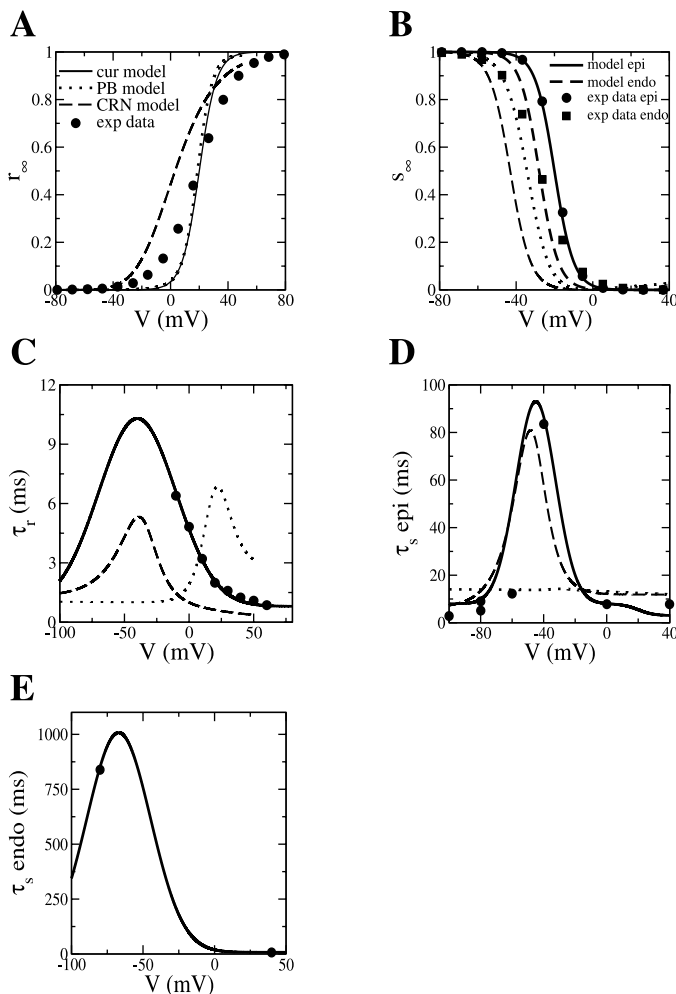 A
r∞
1
0.8
0.6
0.4
0.2
0
cur model
PB model
CRN model
exp data
-80 -40 0 40 80
V (mV)
B
s∞
1
0.8
0.6
0.4
0.2
0
model epi
model endo
exp data epi
exp data endo
-80 -40 0 40
V (mV)
C
τr (ms)
12
9
6
3
0
-100 -50 0 50
V (mV)
D
τs epi (ms)
100
80
60
40
20
0
-80 -40 0 40
V (mV)
E
τs endo (ms)
1000
750
500
250
0
-100 -50 0 50
V (mV)